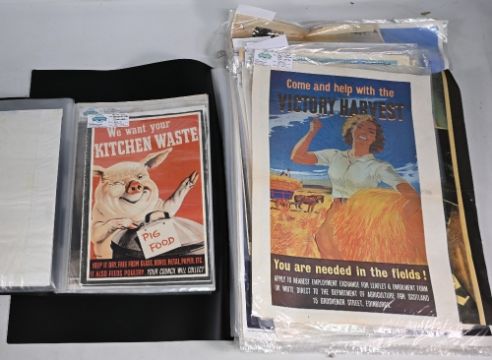 We want your
KITCHEN WASTE
PIG
FOOD
KEEP IT DRY, FREE FROM GLASS, BONES, METAL, PAPER, ETC.
IT ALSO FEEDS POULTRY. YOUR COUNCIL WILL COLLECT
Come and help with the
VICTORY HARVEST
You are needed in the fields!
APPLY TO NEAREST EMPLOYMENT EXCHANGE FOR LEAFLET & ENROLMENT FORM
OR WRITE DIRECT TO THE DEPARTMENT OF AGRICULTURE FOR SCOTLAND
15 GROSVENOR STREET, EDINBURGH.